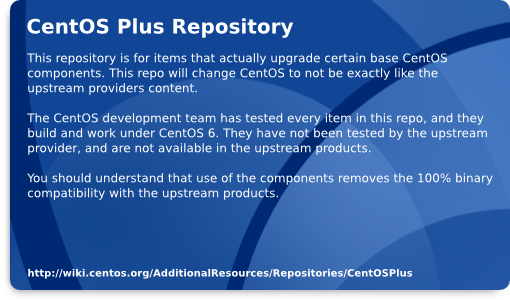 CentOS Plus Repository
This repository is for items that actually upgrade certain base CentOS
components. This repo will change CentOS to not be exactly like the
upstream providers content.
The CentOS development team has tested every item in this repo, and they
build and work under CentOS 6. They have not been tested by the upstream
provider, and are not available in the upstream products.
You should understand that use of the components removes the 100% binary
compatibility with the upstream products.
http://wiki.centos.org/AdditionalResources/Repositories/CentOSPlus